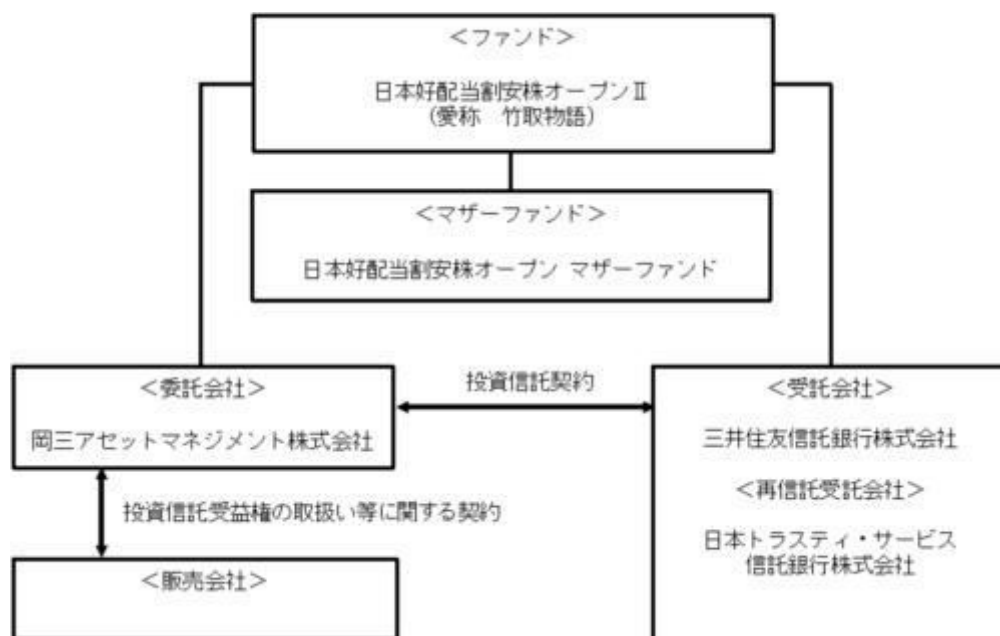 ＜ファンド＞
日本好配当割安株オープンⅡ
（愛称　竹取物語）
＜マザーファンド＞
日本好配当割安株オープン マザーファンド
＜委託会社＞
岡三アセットマネジメント株式会社
投資信託契約
＜受託会社＞
三井住友信託銀行株式会社
＜再信託受託会社＞
日本トラスティ・サービス
信託銀行株式会社
投資信託受益権の取扱い等に関する契約
＜販売会社＞